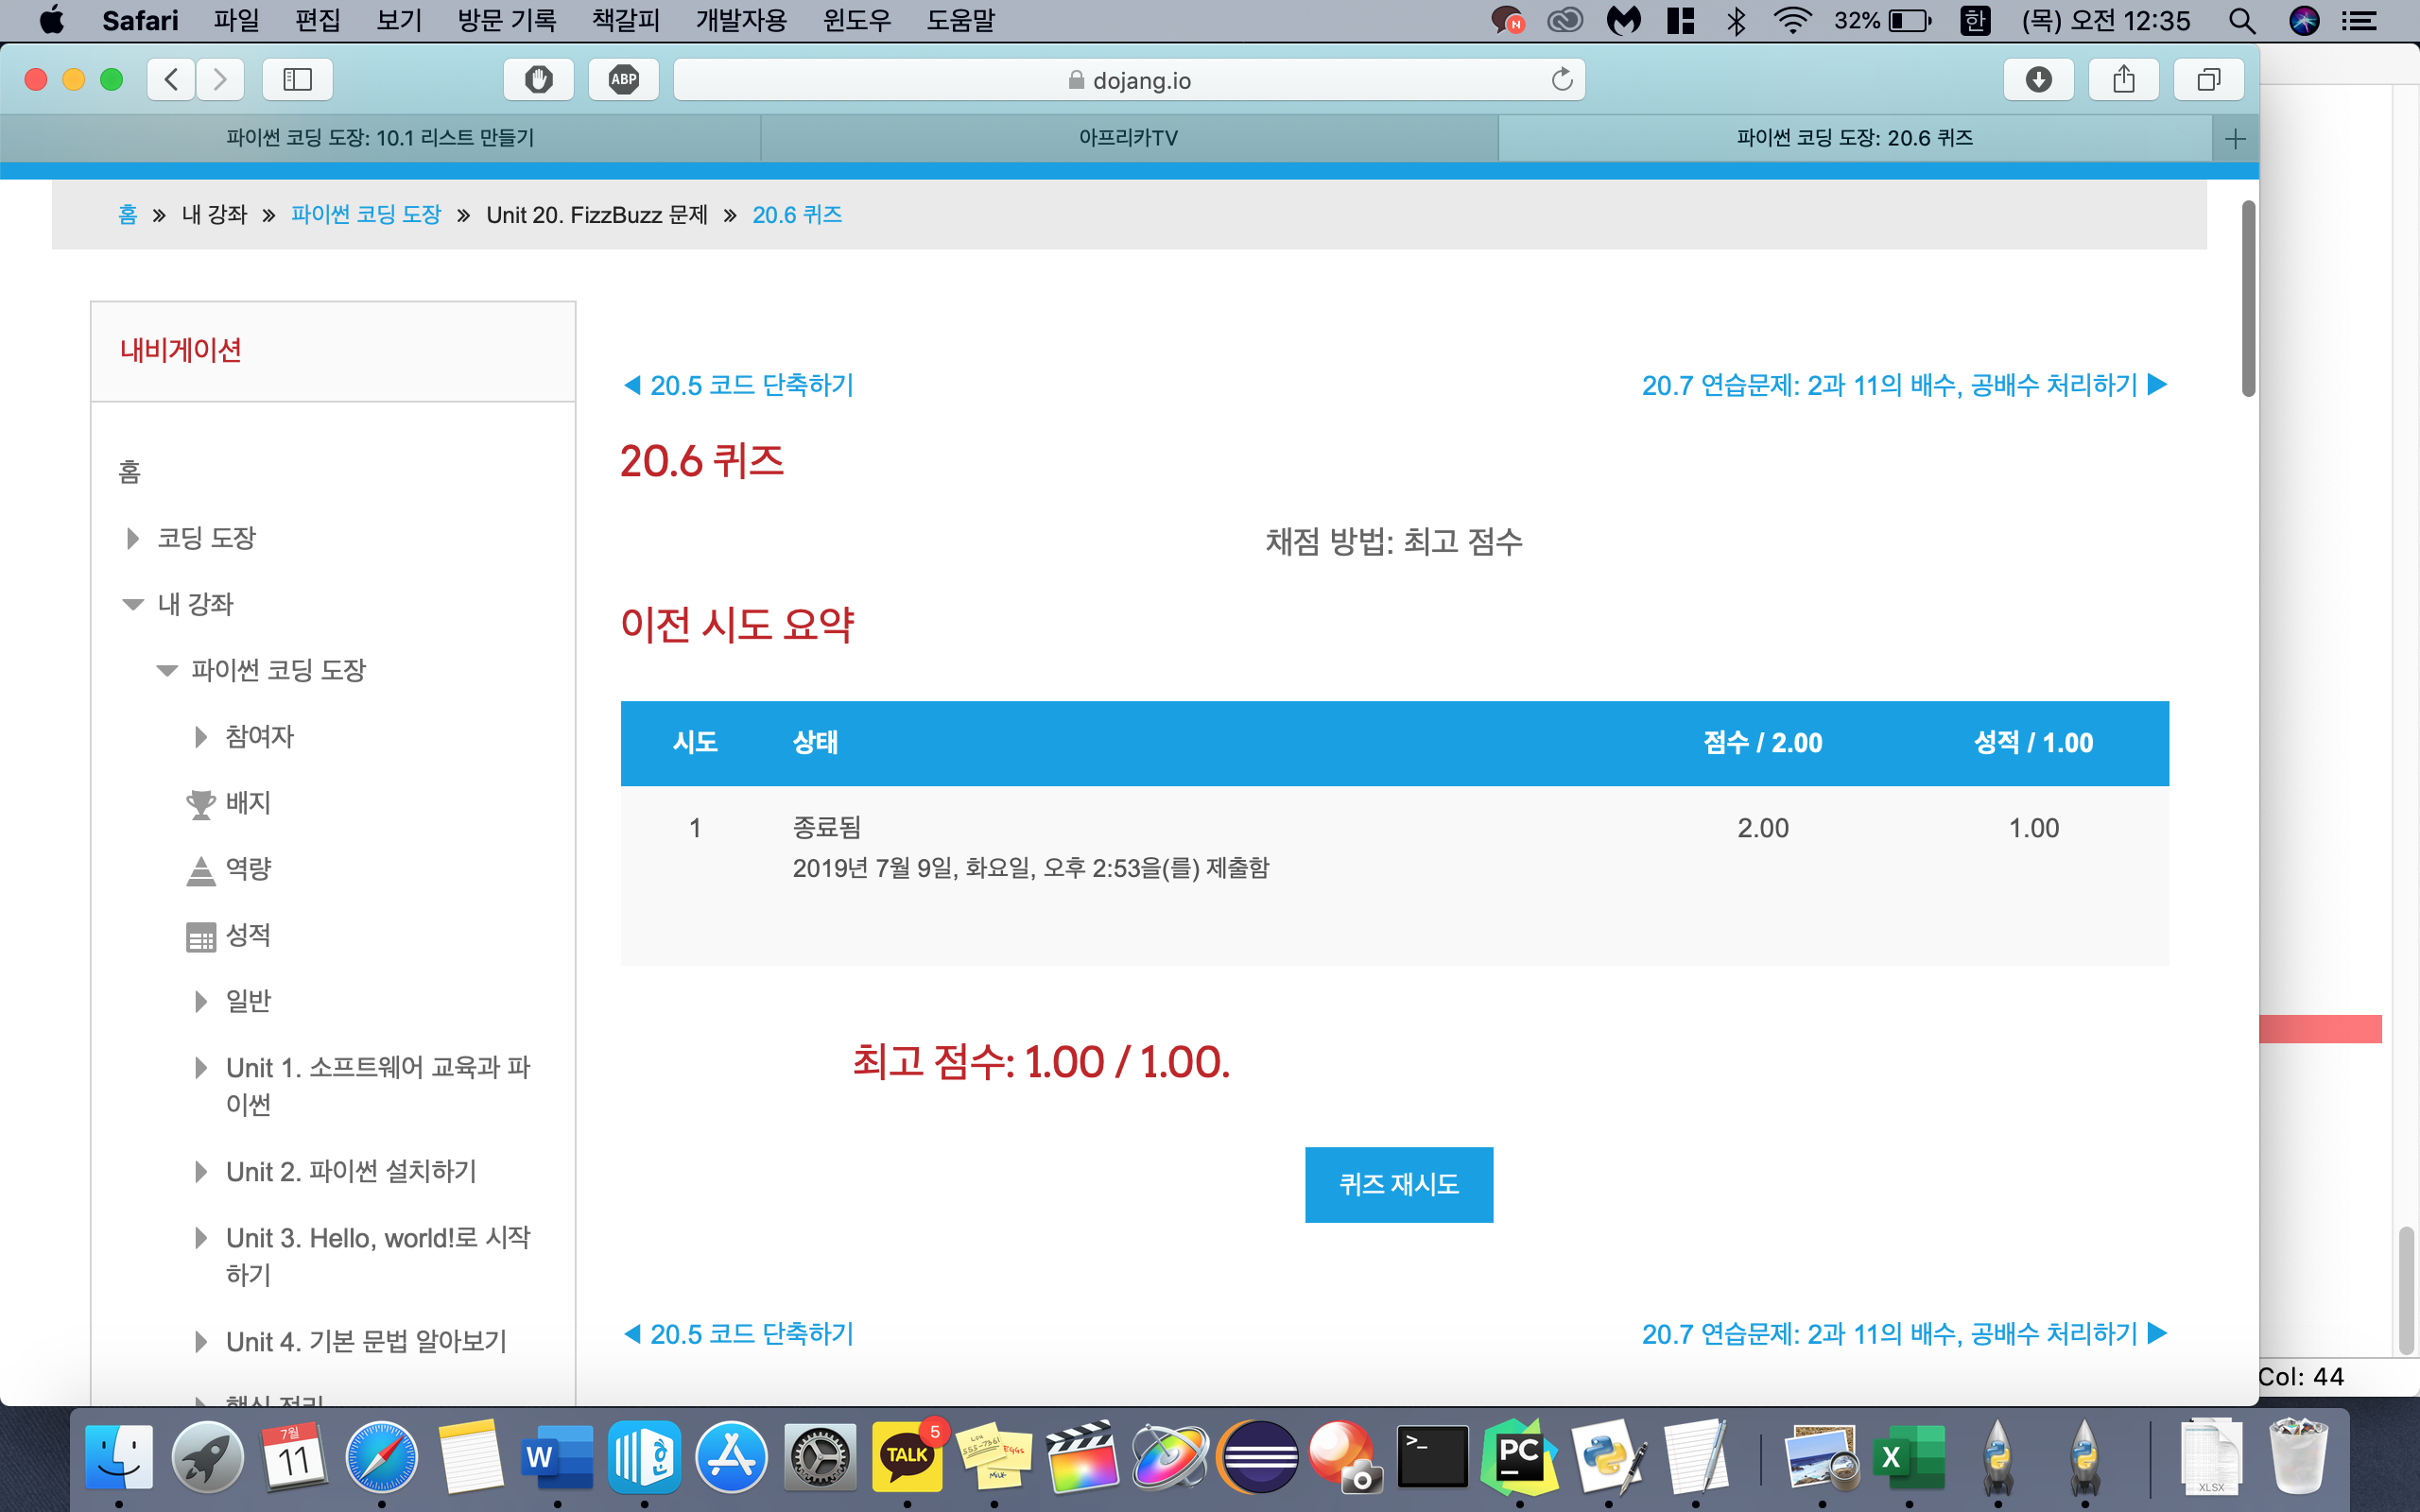 Safari 파일 편집 보기 방문 기록 책갈피 개발자용 윈도우 도움말 N 32% 한 (목) 오전 12:35
ABP dojang.io
파이썬 코딩 도장: 10.1 리스트 만들기 아프리카TV 파이썬 코딩 도장: 20.6 퀴즈
홈 » 내 강좌 » 파이썬 코딩 도장 » Unit 20. FizzBuzz 문제 » 20.6 퀴즈
내비게이션
홈
코딩 도장
내 강좌
파이썬 코딩 도장
참여자
배지
역량
성적
일반
Unit 1. 소프트웨어 교육과 파
이썬
Unit 2. 파이썬 설치하기
Unit 3. Hello, world!로 시작
하기
Unit 4. 기본 문법 알아보기
◀ 20.5 코드 단축하기 20.7 연습문제: 2과 11의 배수, 공배수 처리하기 ▶
20.6 퀴즈
채점 방법: 최고 점수
이전 시도 요약
시도 상태 점수 / 2.00 성적 / 1.00
1 종료됨 2.00 1.00
2019년 7월 9일, 화요일, 오후 2:53을(를) 제출함
최고 점수: 1.00 / 1.00.
퀴즈 재시도
◀ 20.5 코드 단축하기 20.7 연습문제: 2과 11의 배수, 공배수 처리하기 ▶
Col: 44
7월
11
W
TALK
5
EGGS
MILK
>_
PC
X
XLSX